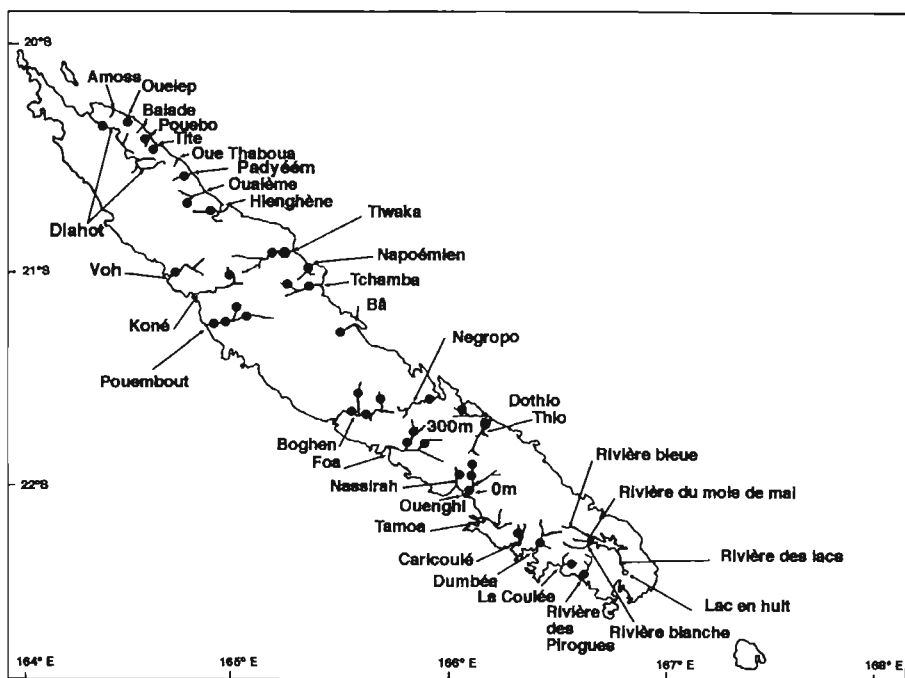 20°S
Amoss
Ouelep
Balade
Pouebo
Tite
Oue Thaboua
Padyéém
Oualème
Hienghène
Diahot
Tiwaka
Napoémien
21°S
Voh
Tchamba
Bâ
Koné
Negropo
Pouembout
Dothio
Thio
300m
Boghen
Foa
Rivière bleue
Nassirah
22°S
0m
Rivière du mois de mai
Ouenghi
Tamoa
Caricoulé
Rivière des lacs
Dumbéa
La Coulée
Lac en huit
Rivière
des
Pirogues
Rivière blanche
164° E
165° E
166° E
167° E
168° E